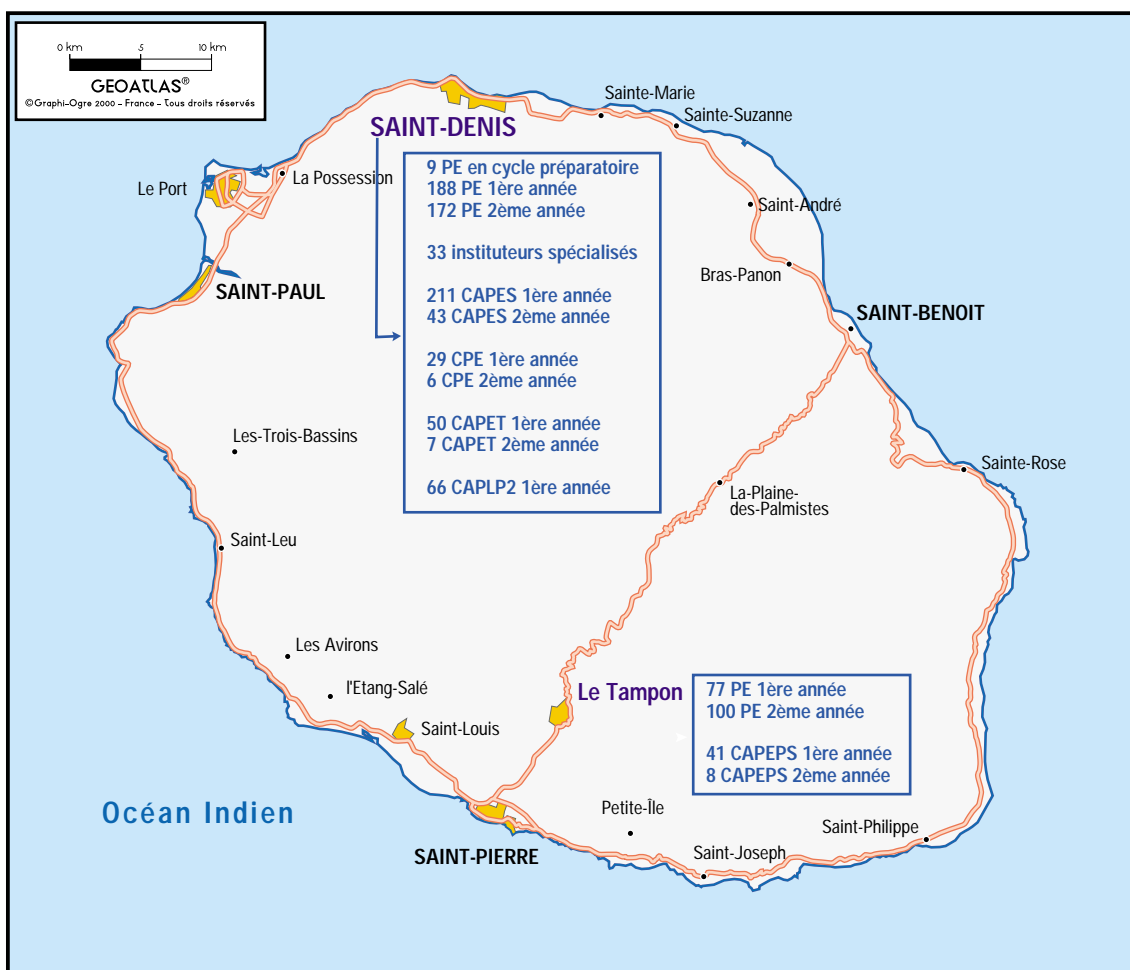 0 km 5 10 km
GEOATLAS®
©Graphi-Ogre 2000 - France - Tous droits réservés
Sainte-Marie
Sainte-Suzanne
SAINT-DENIS
9 PE en cycle préparatoire
188 PE 1ère année
172 PE 2ème année
33 instituteurs spécialisés
211 CAPES 1ère année
43 CAPES 2ème année
29 CPE 1ère année
6 CPE 2ème année
50 CAPET 1ère année
7 CAPET 2ème année
66 CAPLP2 1ère année
La Possession
Le Port
Saint-André
Bras-Panon
SAINT-PAUL
SAINT-BENOIT
Les-Trois-Bassins
Sainte-Rose
La-Plaine-
des-Palmistes
Saint-Leu
Les Avirons
l'Etang-Salé
Le Tampon
77 PE 1ère année
100 PE 2ème année
41 CAPEPS 1ère année
8 CAPEPS 2ème année
Saint-Louis
Océan Indien
Petite-Île
Saint-Philippe
SAINT-PIERRE
Saint-Joseph